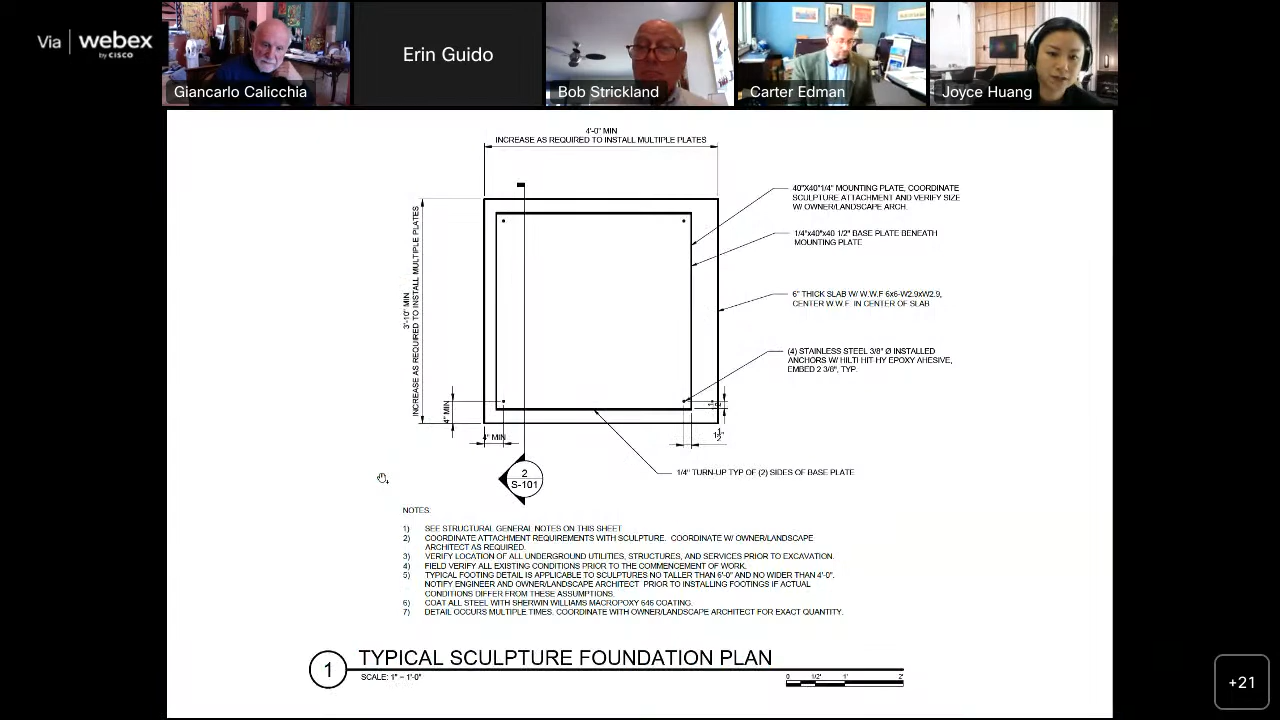 Via | webex
by CISCO
Giancarlo Calicchia
Erin Guido
Bob Strickland
Carter Edman
Joyce Huang
4'-0" MIN
INCREASE AS REQUIRED TO INSTALL MULTIPLE PLATES
3'-10" MIN
INCREASE AS REQUIRED TO INSTALL MULTIPLE PLATES
40"X40"1/4" MOUNTING PLATE, COORDINATE
SCULPTURE ATTACHMENT AND VERIFY SIZE
W/ OWNER/LANDSCAPE ARCH.
1/4"x40"x40 1/2" BASE PLATE BENEATH
MOUNTING PLATE
6" THICK SLAB W/ W.W.F 6x6-W2.9xW2.9,
CENTER W.W.F. IN CENTER OF SLAB
(4) STAINLESS STEEL 3/8" Ø INSTALLED
ANCHORS W/ HILTI HIT HY EPOXY AHESIVE,
EMBED 2 3/8", TYP.
4" MIN
4" MIN
1/4" TURN-UP TYP OF (2) SIDES OF BASE PLATE
2
S-101
NOTES:
1) SEE STRUCTURAL GENERAL NOTES ON THIS SHEET
2) COORDINATE ATTACHMENT REQUIREMENTS WITH SCULPTURE. COORDINATE W/ OWNER/LANDSCAPE
ARCHITECT AS REQUIRED.
3) VERIFY LOCATION OF ALL UNDERGROUND UTILITIES, STRUCTURES, AND SERVICES PRIOR TO EXCAVATION.
4) FIELD VERIFY ALL EXISTING CONDITIONS PRIOR TO THE COMMENCEMENT OF WORK.
5) TYPICAL FOOTING DETAIL IS APPLICABLE TO SCULPTURES NO TALLER THAN 6'-0" AND NO WIDER THAN 4'-0".
NOTIFY ENGINEER AND OWNER/LANDSCAPE ARCHITECT PRIOR TO INSTALLING FOOTINGS IF ACTUAL
CONDITIONS DIFFER FROM THESE ASSUMPTIONS.
6) COAT ALL STEEL WITH SHERWIN WILLIAMS MACROPOXY 646 COATING.
7) DETAIL OCCURS MULTIPLE TIMES. COORDINATE WITH OWNER/LANDSCAPE ARCHITECT FOR EXACT QUANTITY.
1 TYPICAL SCULPTURE FOUNDATION PLAN
SCALE: 1" = 1'-0"
0 1/2' 1' 2'
+21